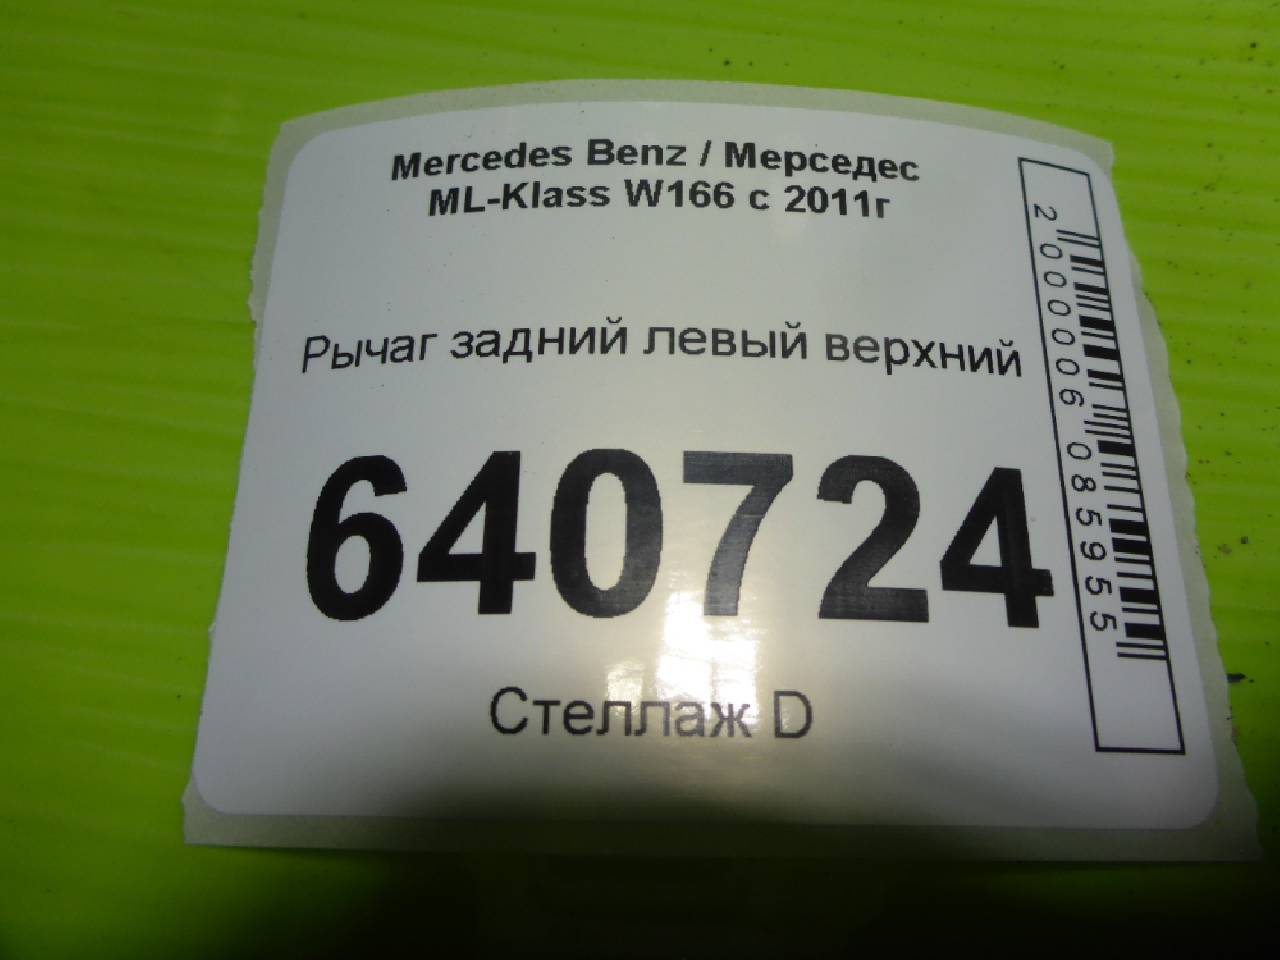 Mercedes Benz / Мерседес
ML-Klass W166 с 2011г
Рычаг задний левый верхний
640724
Стеллаж D
2000006085955